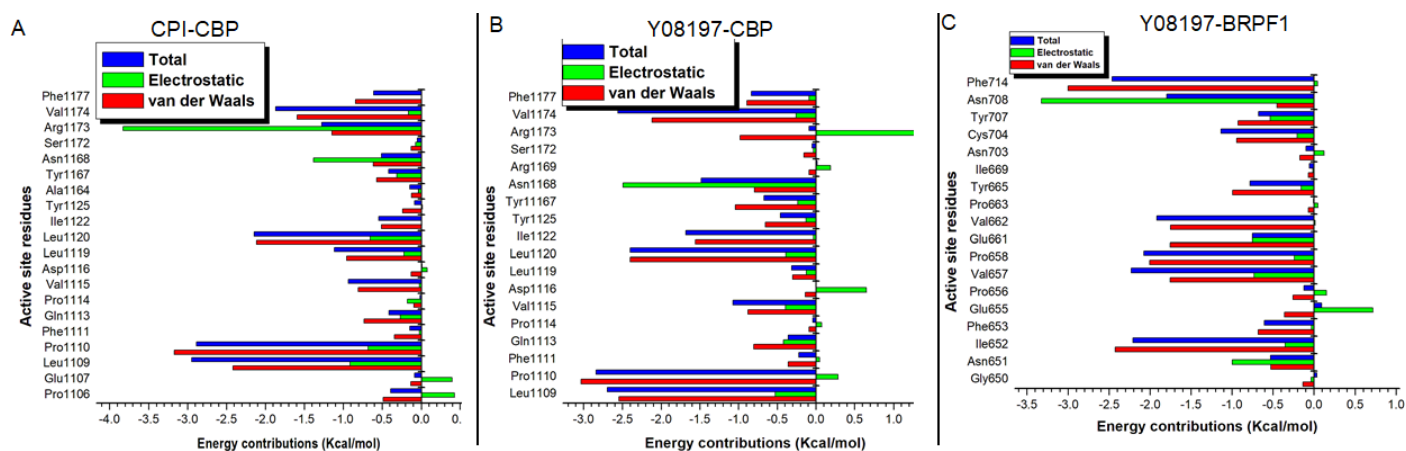 A
CPI-CBP
Total
Electrostatic
van der Waals
Active site residues
Phe1177
Val1174
Arg1173
Ser1172
Asn1168
Tyr1167
Ala1164
Tyr1125
Ile1122
Leu1120
Leu1119
Asp1116
Val1115
Pro1114
Gln1113
Phe1111
Pro1110
Leu1109
Glu1107
Pro1106
-4.0 -3.5 -3.0 -2.5 -2.0 -1.5 -1.0 -0.5 0.0 0.
Energy contributions (Kcal/mol)
B
Y08197-CBP
Total
Electrostatic
van der Waals
Active site residues
Phe1177
Val1174
Arg1173
Ser1172
Arg1169
Asn1168
Tyr11167
Tyr1125
Ile1122
Leu1120
Leu1119
Asp1116
Val1115
Pro1114
Gln1113
Phe1111
Pro1110
Leu1109
-3.0 -2.5 -2.0 -1.5 -1.0 -0.5 0.0 0.5 1.0
Energy contributions (Kcal/mol)
C
Y08197-BRPF1
Total
Electrostatic
van der Waals
Active site residues
Phe714
Asn708
Tyr707
Cys704
Asn703
Ile669
Tyr665
Pro663
Val662
Glu661
Pro658
Val657
Pro656
Glu655
Phe653
Ile652
Asn651
Gly650
-3.5 -3.0 -2.5 -2.0 -1.5 -1.0 -0.5 0.0 0.5 1.0
Energy contributions (Kcal/mol)